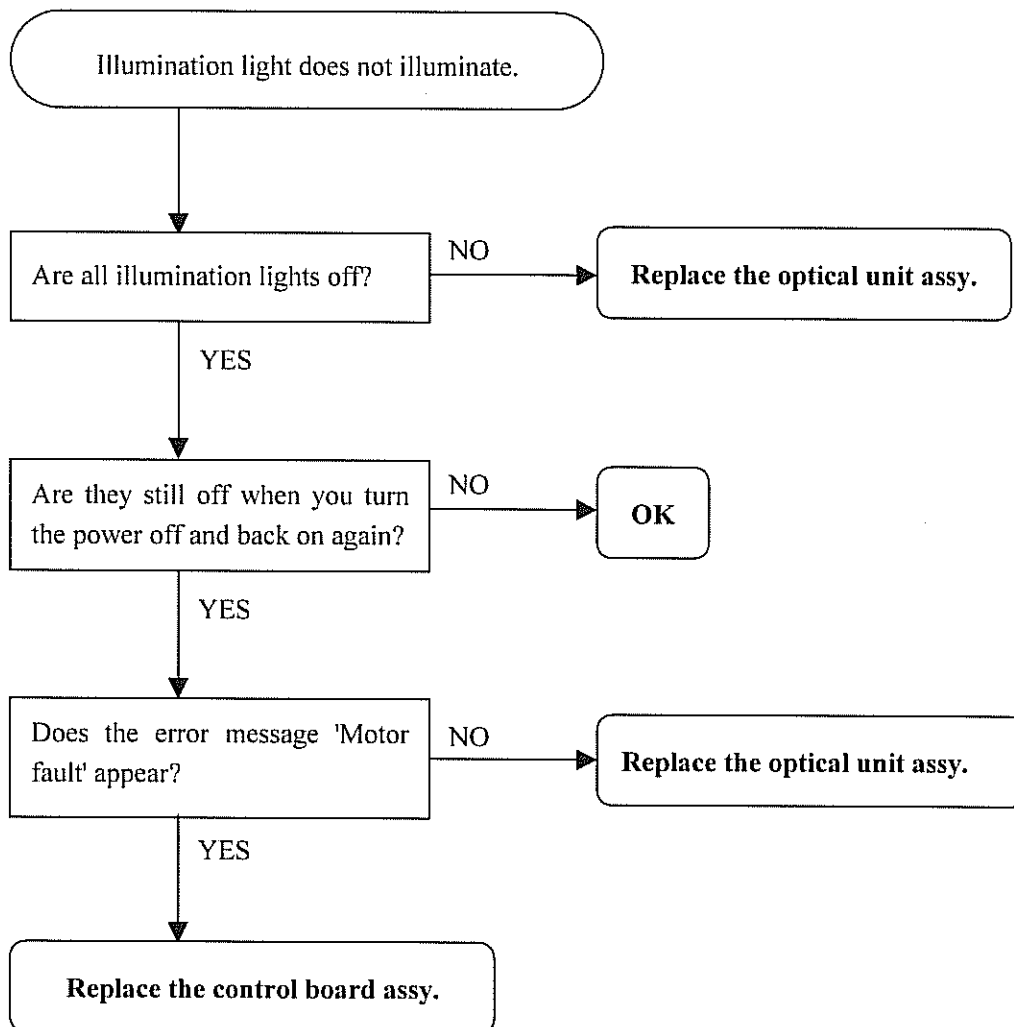 Illumination light does not illuminate.
Are all illumination lights off?
NO
Replace the optical unit assy.
YES
Are they still off when you turn
the power off and back on again?
NO
OK
YES
Does the error message 'Motor
fault' appear?
NO
Replace the optical unit assy.
YES
Replace the control board assy.